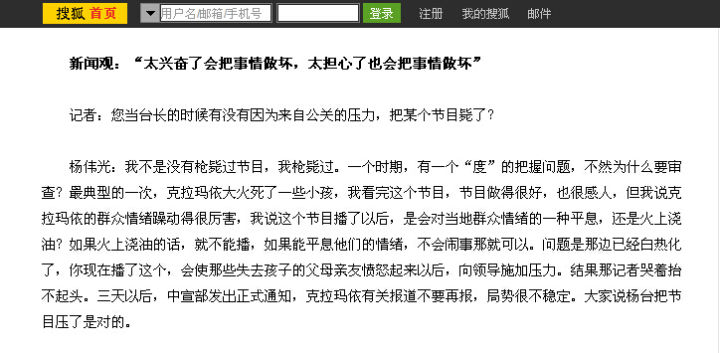 搜狐 首页 用户名/邮箱/手机号 登录 注册 我的搜狐 邮件
新闻观：“太兴奋了会把事情做坏，太担心了也会把事情做坏”
记者：您当台长的时候有没有因为来自公关的压力，把某个节目毙了？
杨伟光：我不是没有枪毙过节目，我枪毙过。一个时期，有一个“度”的把握问题，不然为什么要审
查？最典型的一次，克拉玛依大火死了一些小孩，我看完这个节目，节目做得很好，也很感人，但我说克
拉玛依的群众情绪躁动得很厉害，我说这个节目播了以后，是会对当地群众情绪的一种平息，还是火上浇
油？如果火上浇油的话，就不能播，如果能平息他们的情绪，不会闹事那就可以。问题是那边已经白热化
了，你现在播了这个，会使那些失去孩子的父母亲友愤怒起来以后，向领导施加压力。结果那记者哭着抬
不起头。三天以后，中宣部发出正式通知，克拉玛依有关报道不要再报，局势很不稳定。大家说杨台把节
目压了是对的。